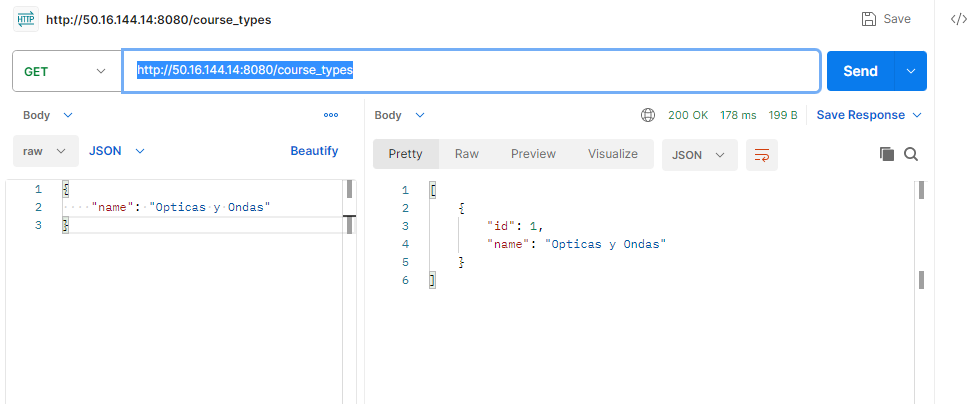 HTTP http://50.16.144.14:8080/course_types Save </>
GET http://50.16.144.14:8080/course_types Send
Body
raw JSON Beautify
1 {
2 ····"name":·"Opticas·y·Ondas"
3 }
Body 200 OK 178 ms 199 B Save Response
Pretty Raw Preview Visualize JSON
1 [
2 {
3 "id": 1,
4 "name": "Opticas y Ondas"
5 }
6 ]